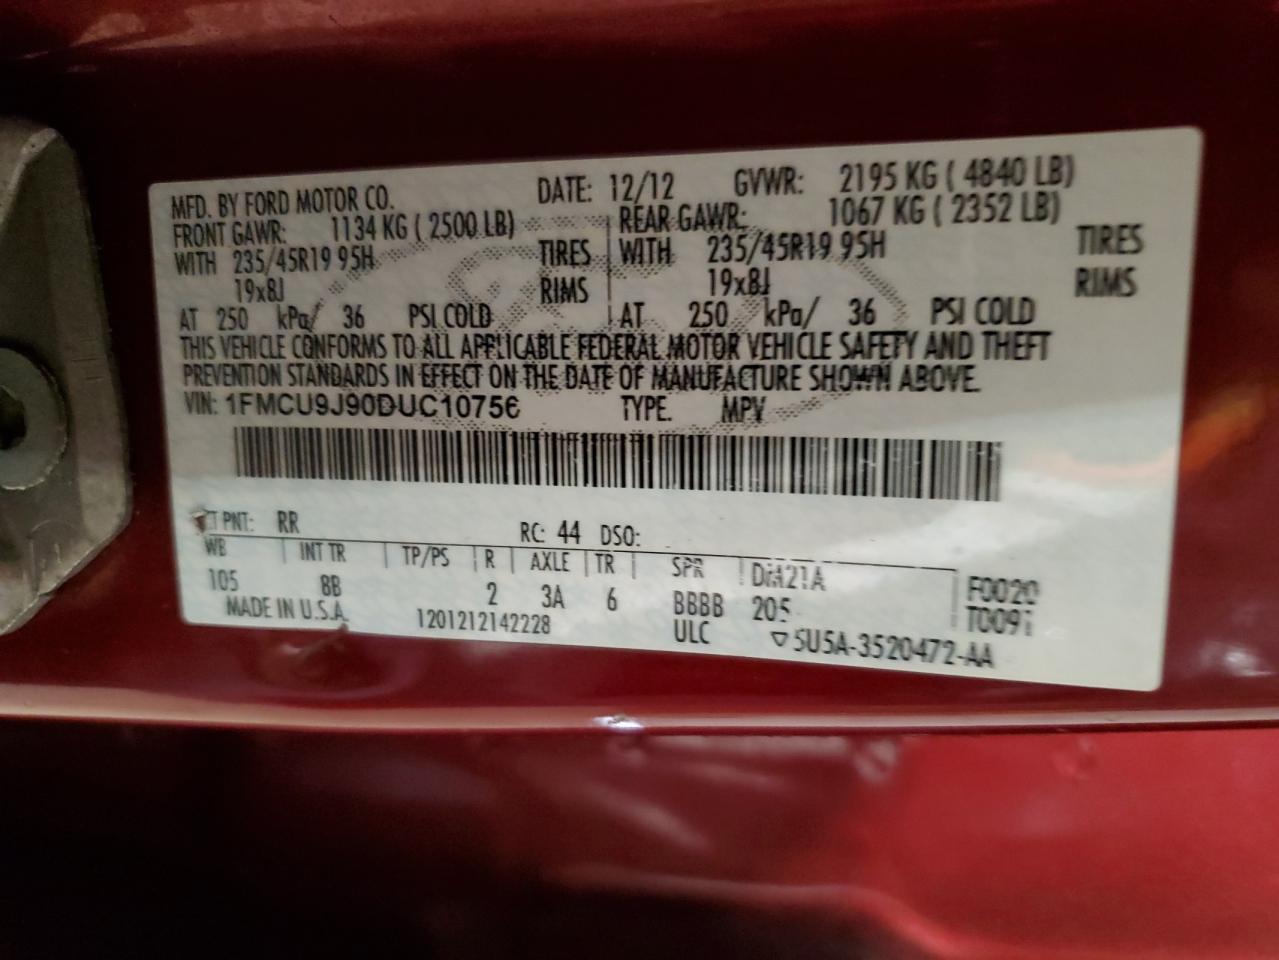 MFD. BY FORD MOTOR CO. DATE: 12/12 GVWR: 2195 KG ( 4840 LB)
FRONT GAWR: 1134 KG ( 2500 LB) REAR GAWR: 1067 KG ( 2352 LB)
WITH 235/45R19 95H TIRES WITH 235/45R19 95H TIRES
19x8J RIMS 19x8J RIMS
AT 250 kPa/ 36 PSI COLD AT 250 kPa/ 36 PSI COLD
THIS VEHICLE CONFORMS TO ALL APPLICABLE FEDERAL MOTOR VEHICLE SAFETY AND THEFT
PREVENTION STANDARDS IN EFFECT ON THE DATE OF MANUFACTURE SHOWN ABOVE.
VIN: 1FMCU9J90DUC10756 TYPE: MPV
PNT: RR RC: 44 DSO:
WB INT TR TP/PS R AXLE TR SPR
105 8B 2 3A 6 BBBB 205 F0020
MADE IN U.S.A. 1201212142228 ULC ▽5U5A-3520472-AA